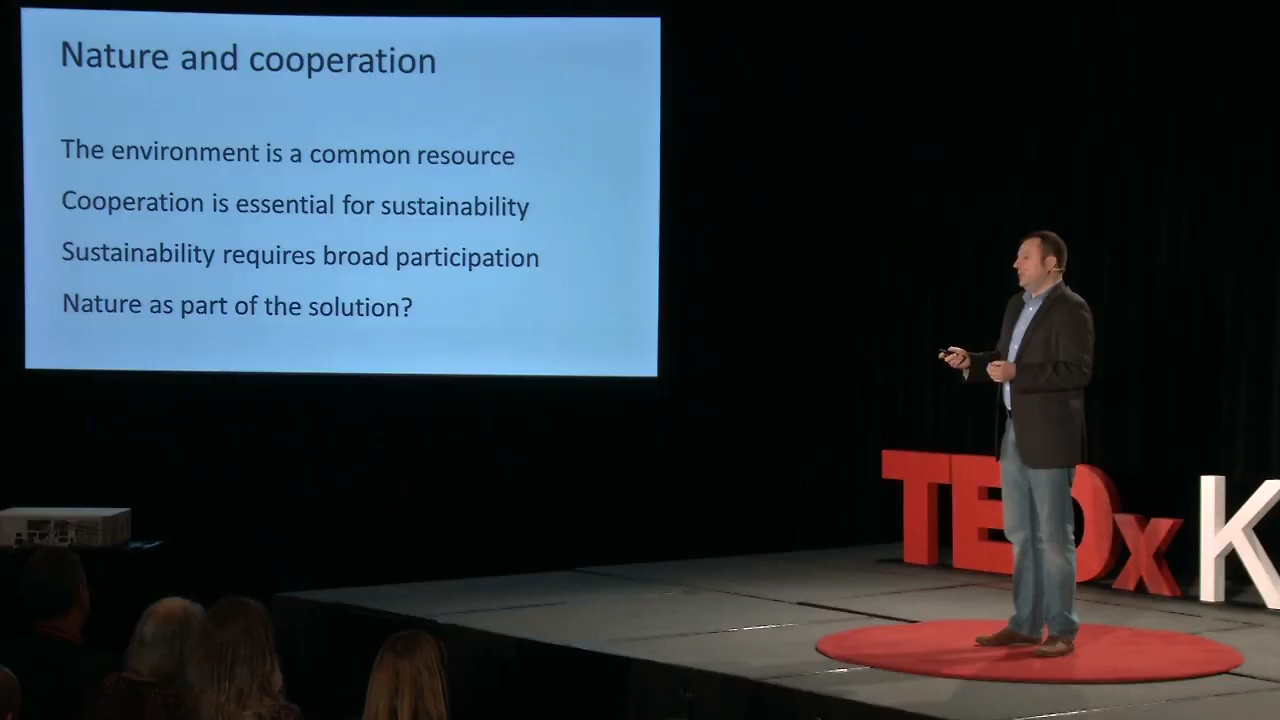 Nature and cooperation
The environment is a common resource
Cooperation is essential for sustainability
Sustainability requires broad participation
Nature as part of the solution?
TEDx K